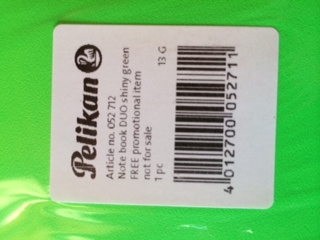 Pelikan
Article no. 052 712
Note book DUO shiny green
FREE promotional item 13 G
not for sale
1 pc
4 012700 052711